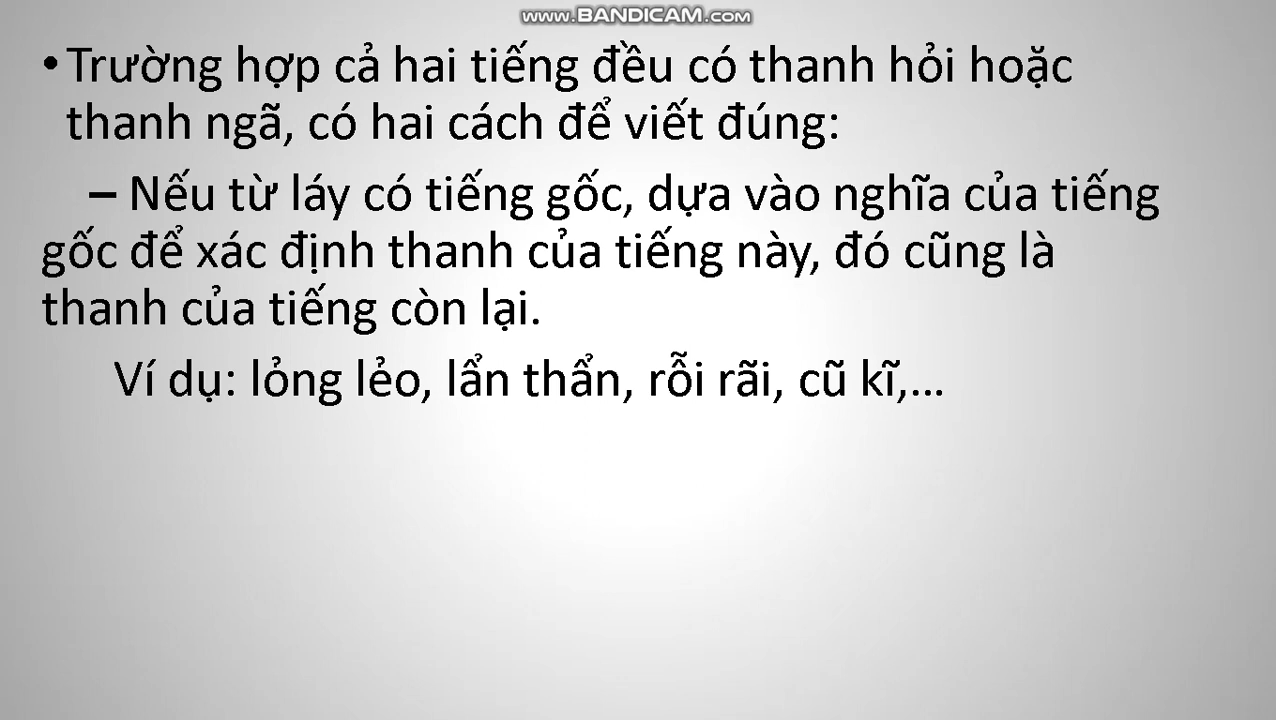 www.BANDICAM.com
•Trường hợp cả hai tiếng đều có thanh hỏi hoặc
thanh ngã, có hai cách để viết đúng:
– Nếu từ láy có tiếng gốc, dựa vào nghĩa của tiếng
gốc để xác định thanh của tiếng này, đó cũng là
thanh của tiếng còn lại.
Ví dụ: lỏng lẻo, lẩn thẩn, rỗi rãi, cũ kĩ,...